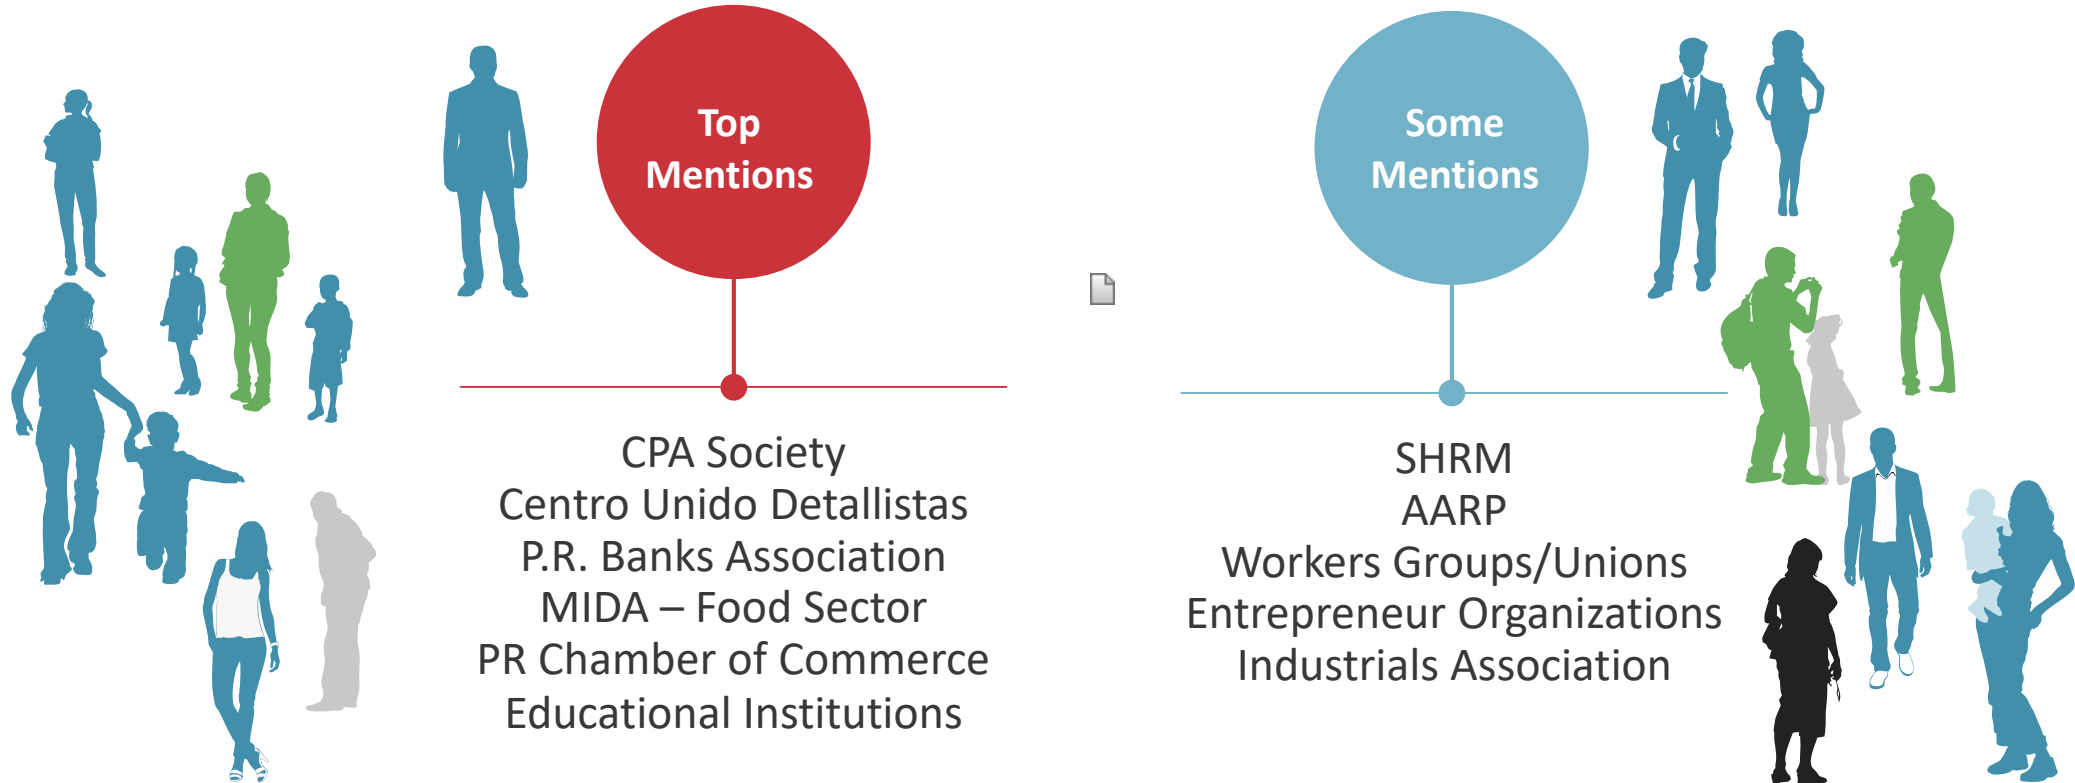 Top
Mentions
CPA Society
Centro Unido Detallistas
P.R. Banks Association
MIDA – Food Sector
PR Chamber of Commerce
Educational Institutions
Some
Mentions
SHRM
AARP
Workers Groups/Unions
Entrepreneur Organizations
Industrials Association